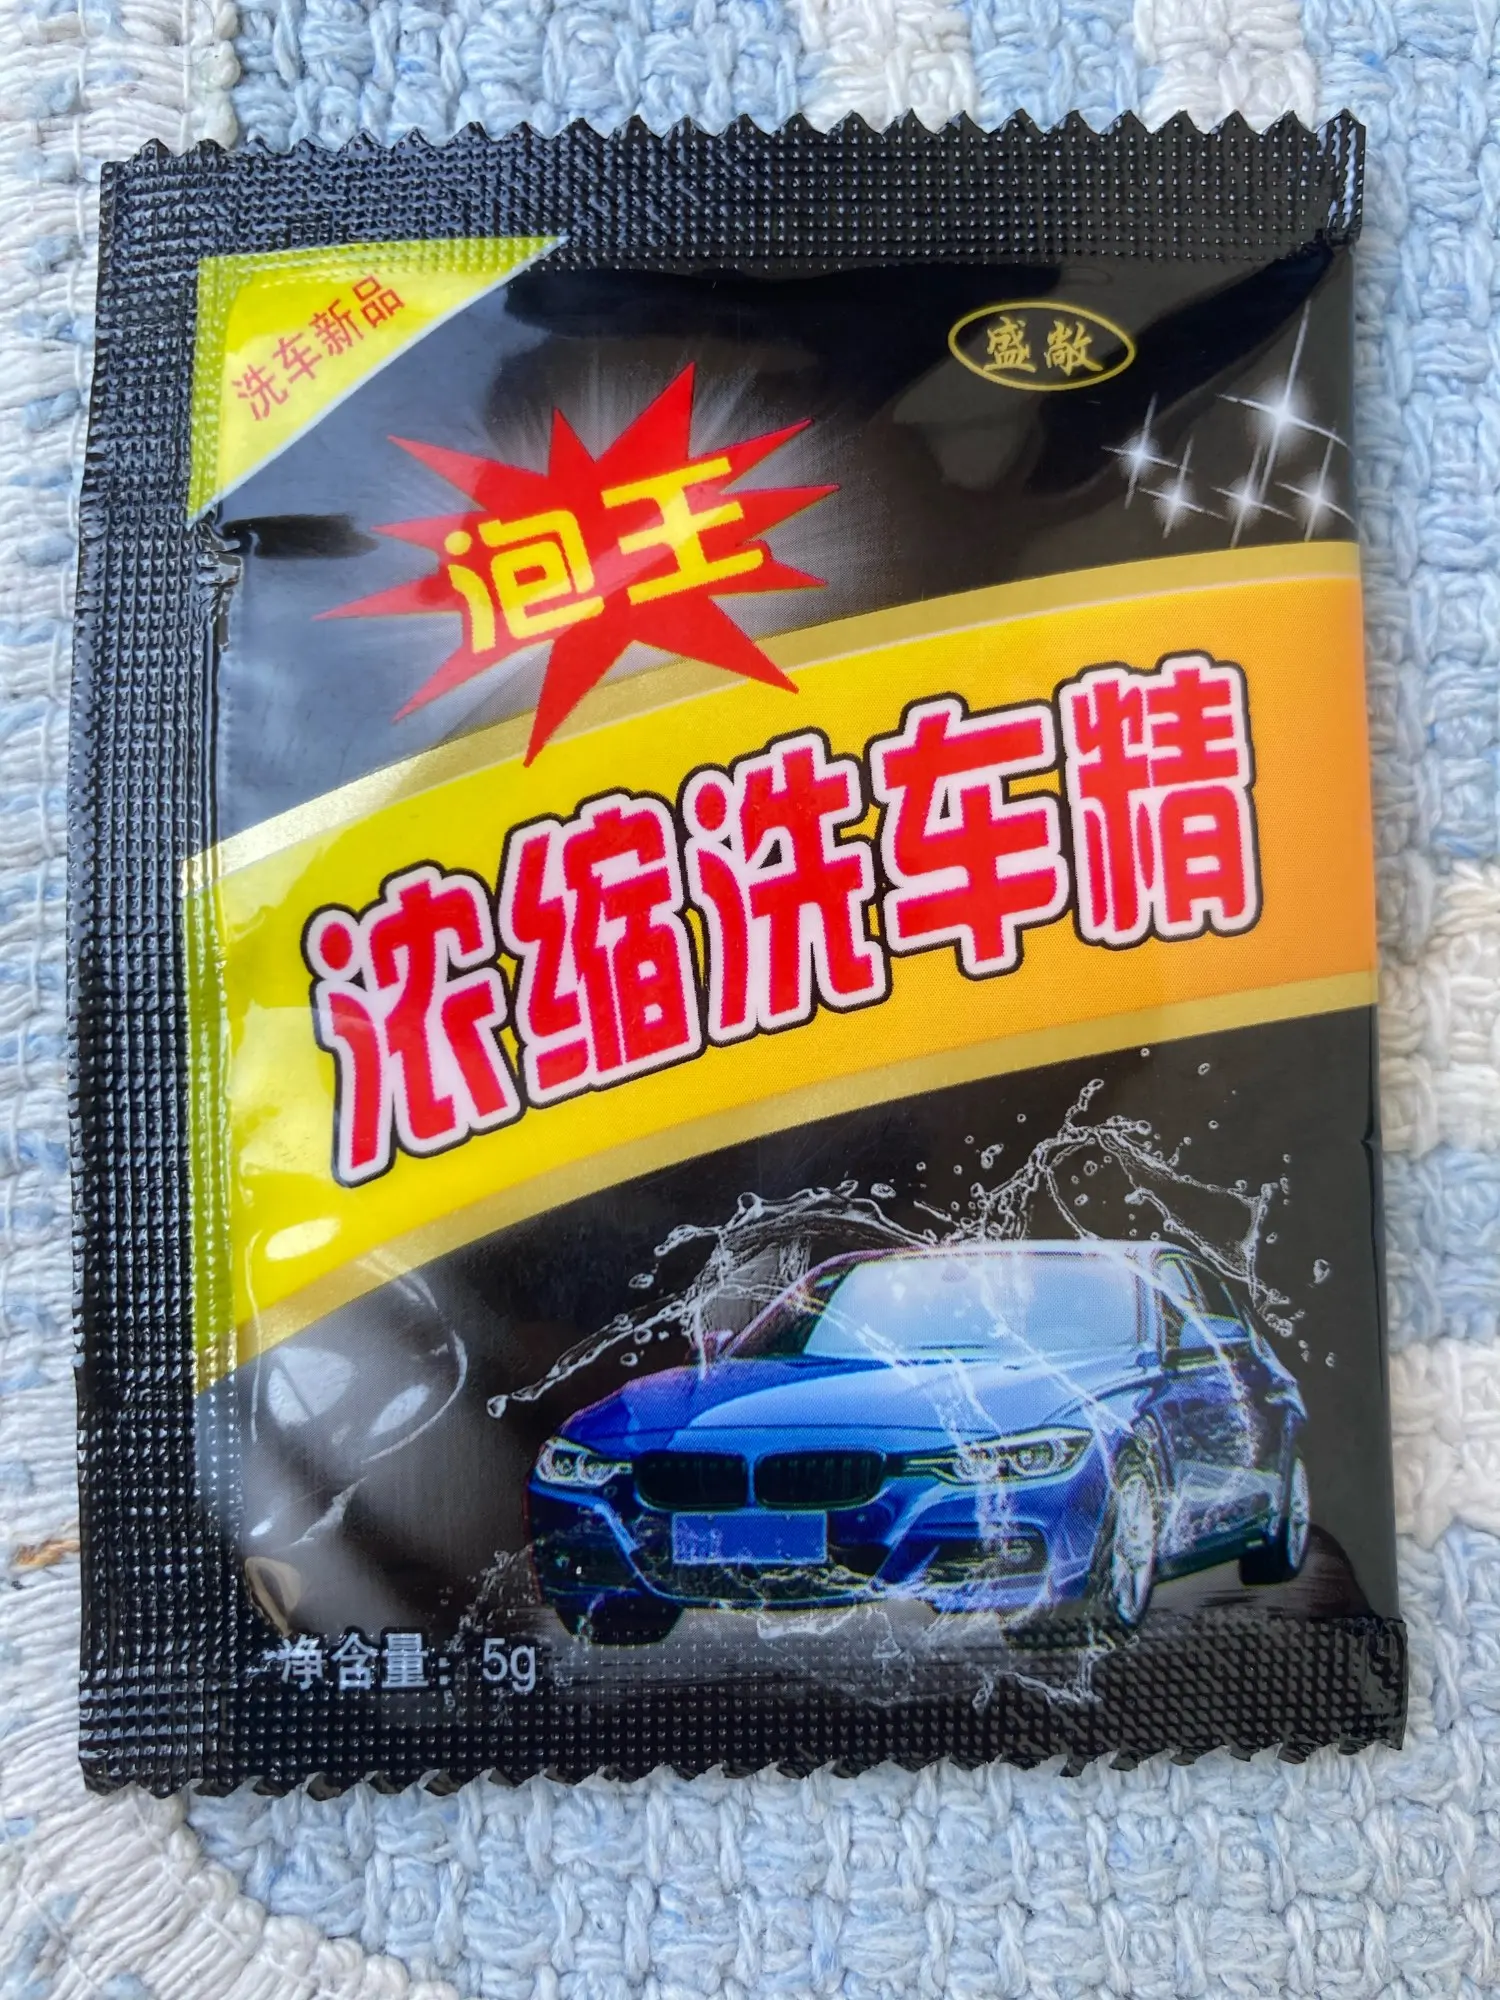 洗车新品
盛敞
泡王
浓缩洗车精
净含量：5g